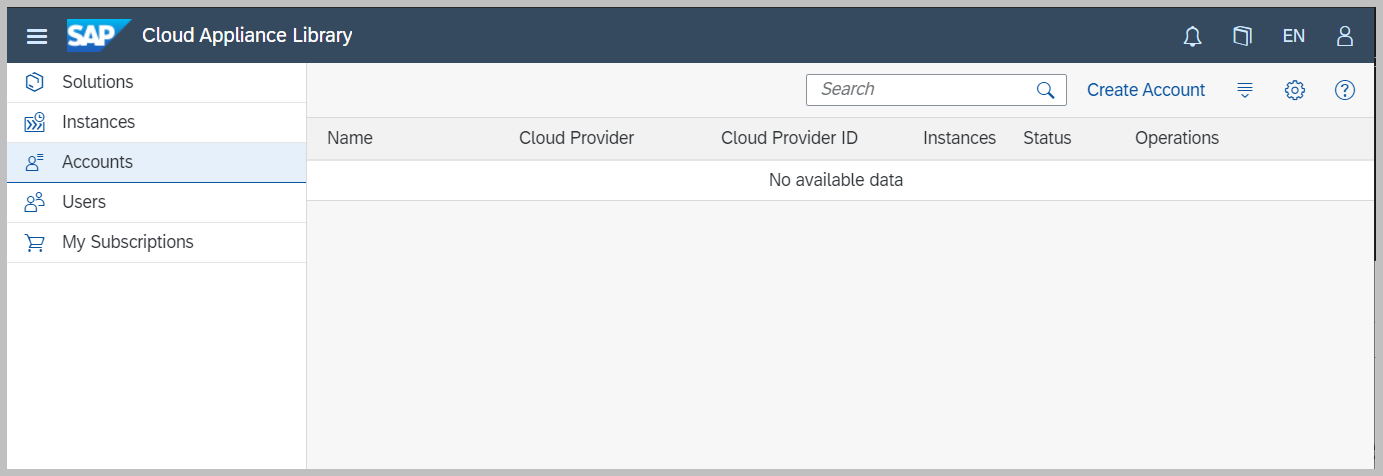 SAP Cloud Appliance Library EN
Solutions
Instances
Accounts
Users
My Subscriptions
Search Create Account
Name Cloud Provider Cloud Provider ID Instances Status Operations
No available data